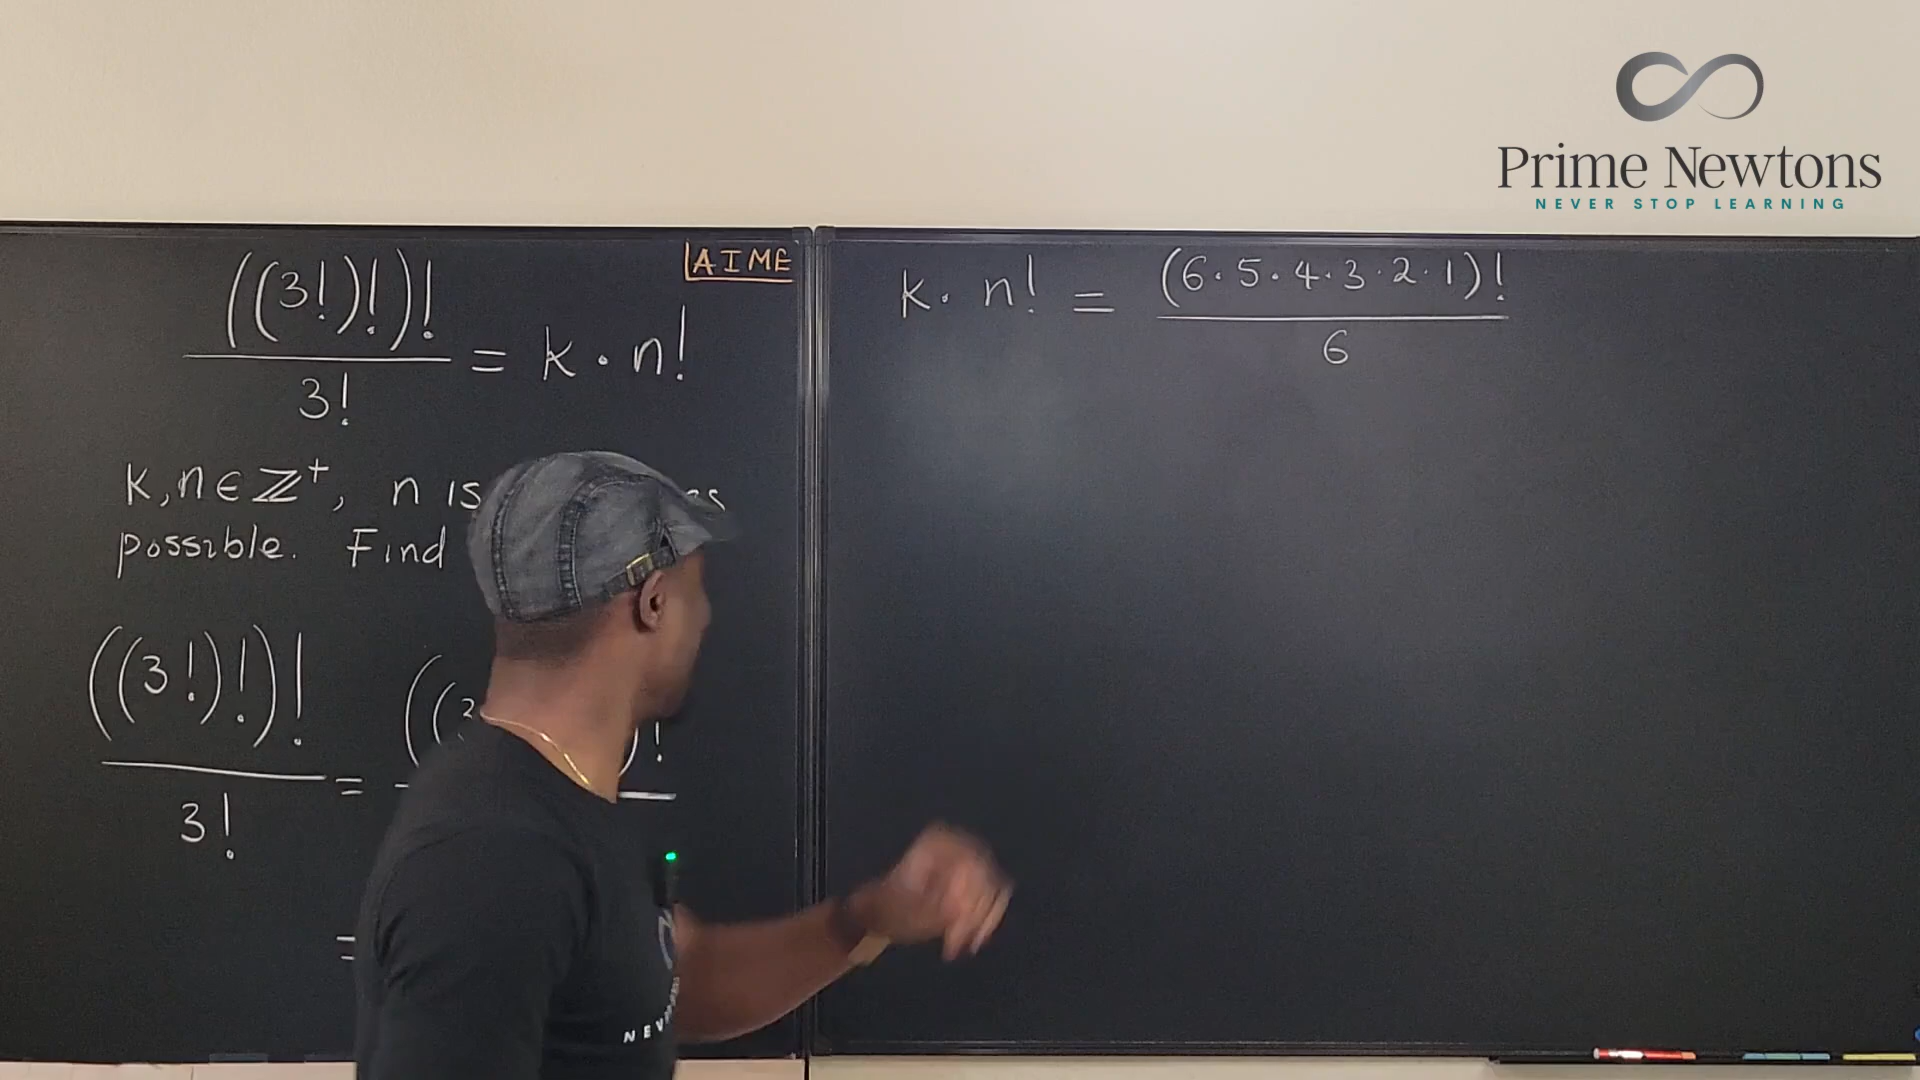 Prime Newtons
NEVER STOP LEARNING
AIME
((3!)!)! / 3! = k · n!
k, n ∈ ℤ⁺, n is
possible. Find
((3!)!)! / 3! = ((
=
k · n! = (6·5·4·3·2·1)! / 6